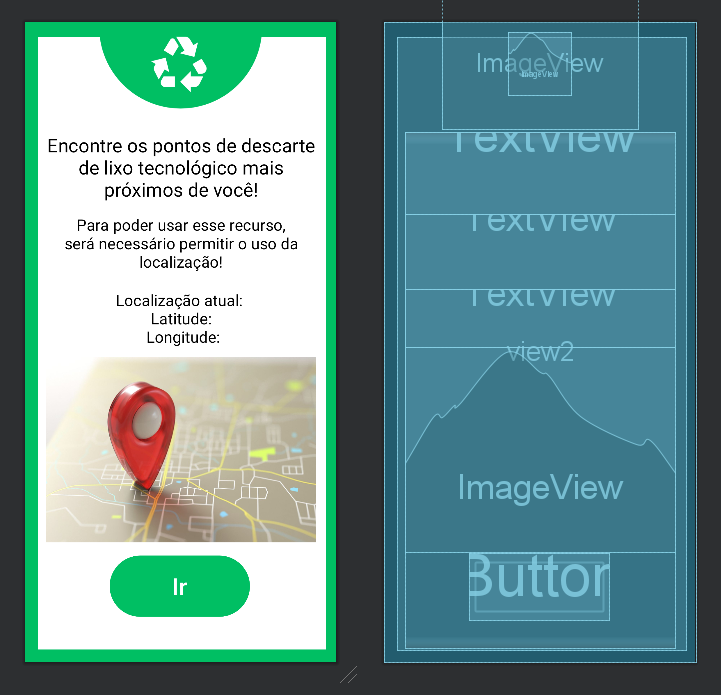 Encontre os pontos de descarte
de lixo tecnológico mais
próximos de você!
Para poder usar esse recurso,
será necessário permitir o uso da
localização!
Localização atual:
Latitude:
Longitude:
Ir
ImageView
ImageView
TextView
TextView
TextView
view2
ImageView
Button